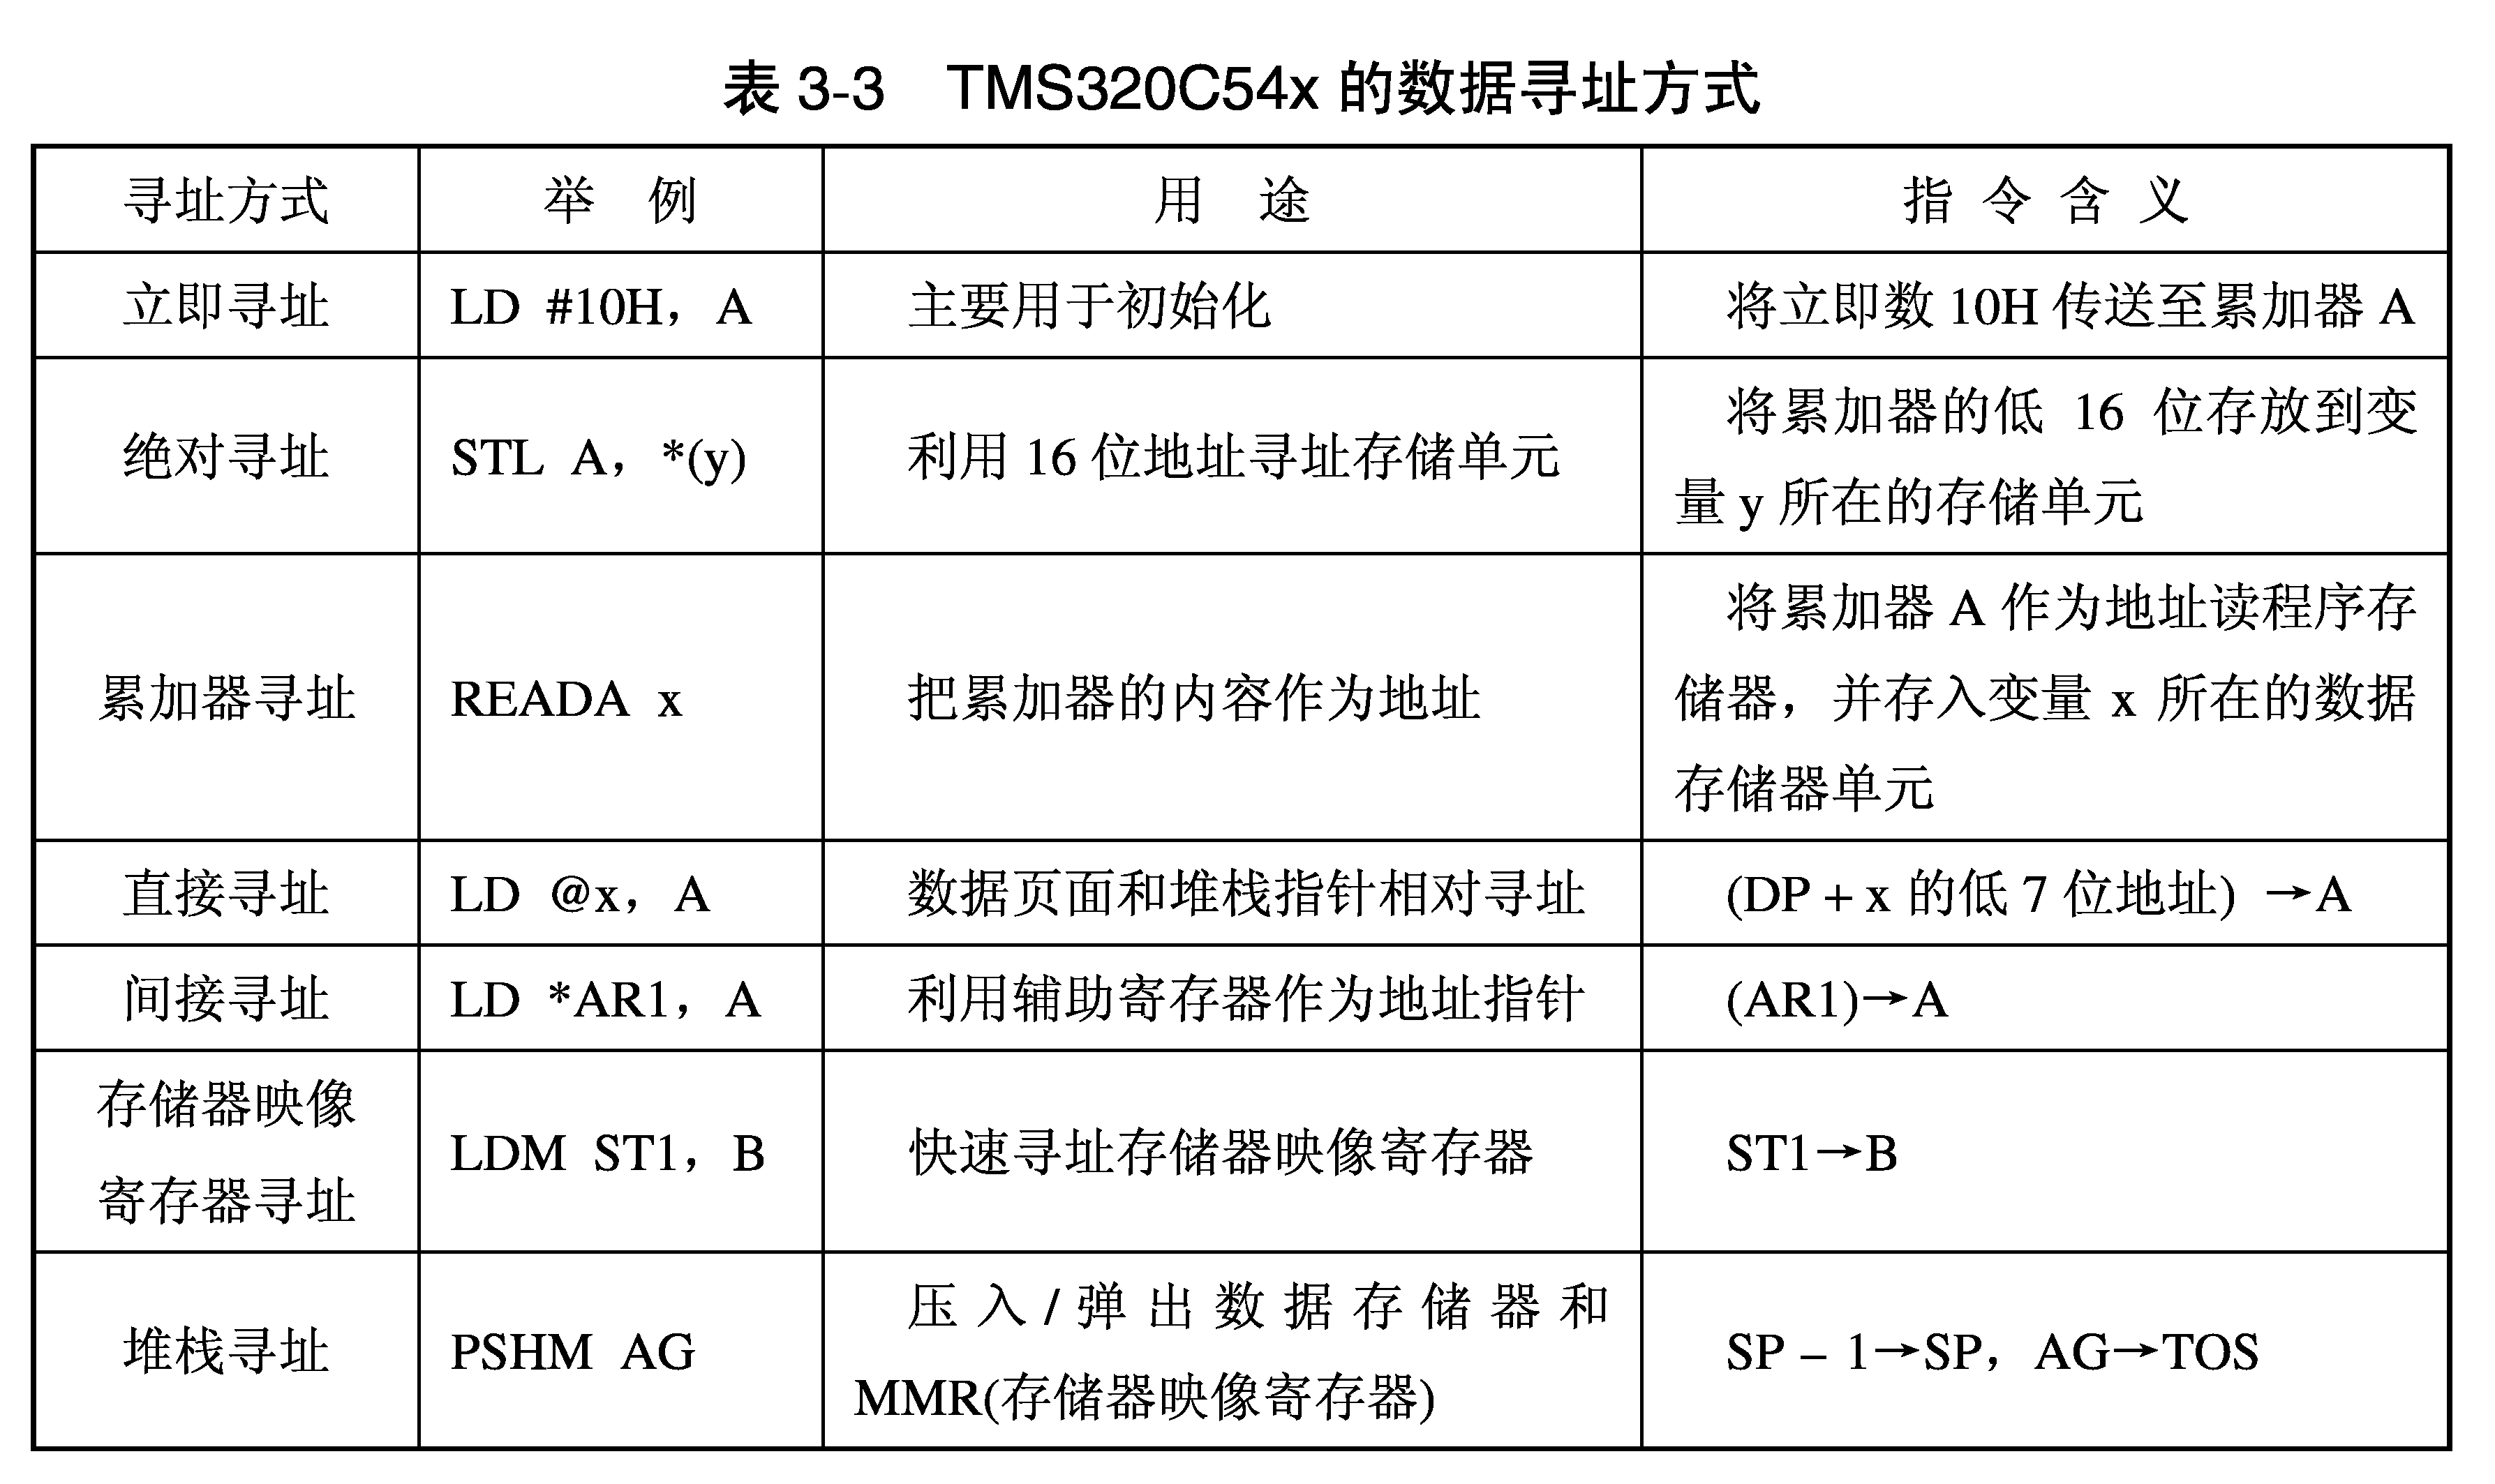 表 3-3 TMS320C54x 的数据寻址方式
寻址方式 举 例 用 途 指 令 含 义
立即寻址 LD #10H，A 主要用于初始化 将立即数 10H 传送至累加器 A
绝对寻址 STL A，*(y) 利用 16 位地址寻址存储单元 将累加器的低 16 位存放到变
量 y 所在的存储单元
累加器寻址 READA x 把累加器的内容作为地址 将累加器 A 作为地址读程序存
储器，并存入变量 x 所在的数据
存储器单元
直接寻址 LD @x，A 数据页面和堆栈指针相对寻址 (DP + x 的低 7 位地址) →A
间接寻址 LD *AR1，A 利用辅助寄存器作为地址指针 (AR1)→A
存储器映像
寄存器寻址 LDM ST1，B 快速寻址存储器映像寄存器 ST1→B
堆栈寻址 PSHM AG 压入/弹出数据存储器和
MMR(存储器映像寄存器) SP – 1→SP，AG→TOS